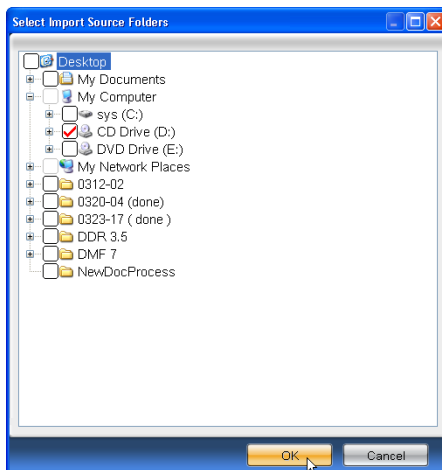 Select Import Source Folders
Desktop
My Documents
My Computer
sys (C:)
CD Drive (D:)
DVD Drive (E:)
My Network Places
0312-02
0320-04 (done)
0323-17 ( done )
DDR 3.5
DMF 7
NewDocProcess
OK
Cancel